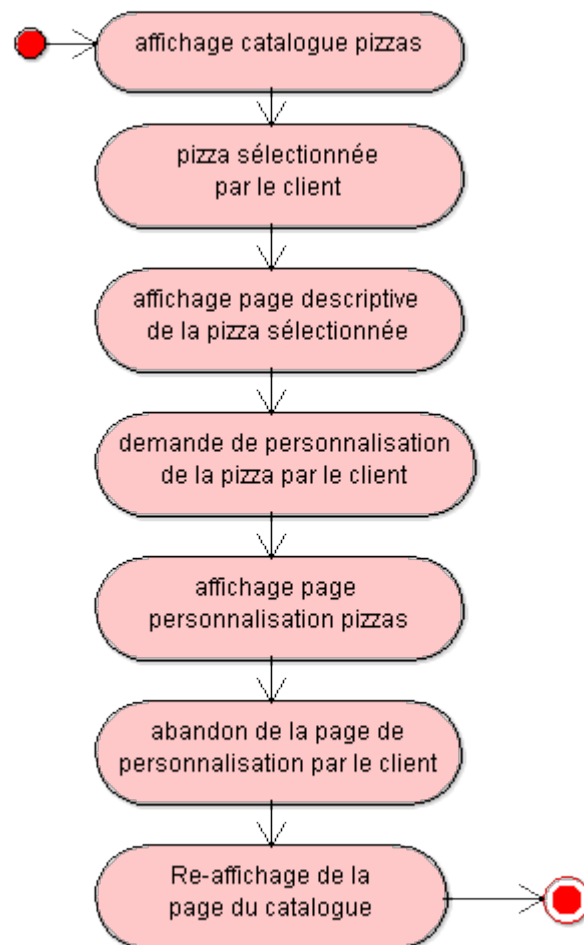 affichage catalogue pizzas
pizza sélectionnée
par le client
affichage page descriptive
de la pizza sélectionnée
demande de personnalisation
de la pizza par le client
affichage page
personnalisation pizzas
abandon de la page de
personnalisation par le client
Re-affichage de la
page du catalogue